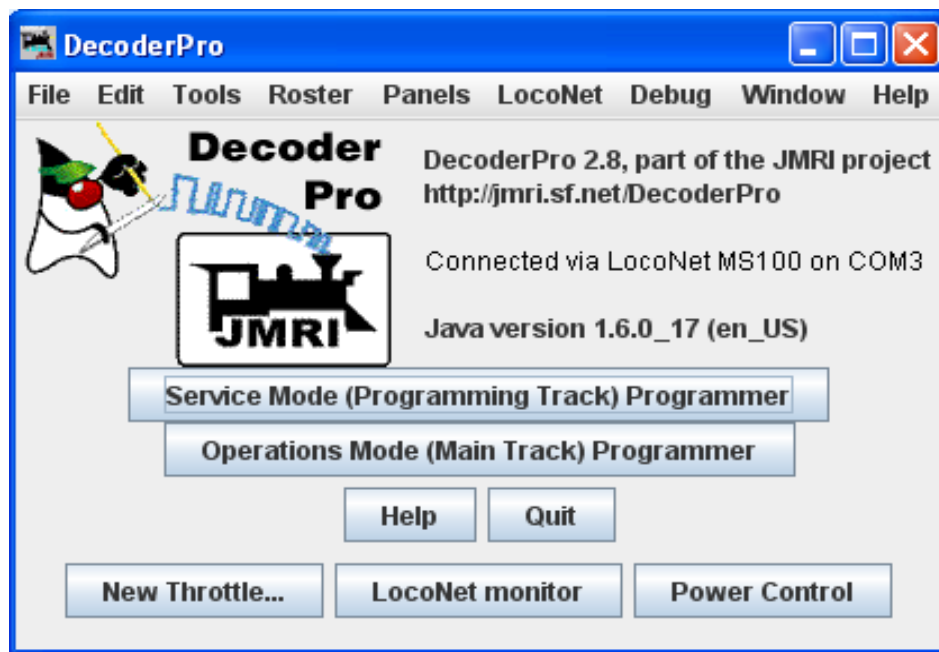 DecoderPro
File Edit Tools Roster Panels LocoNet Debug Window Help
Decoder
Pro
DecoderPro 2.8, part of the JMRI project
http://jmri.sf.net/DecoderPro
Connected via LocoNet MS100 on COM3
JMRI
Java version 1.6.0_17 (en_US)
Service Mode (Programming Track) Programmer
Operations Mode (Main Track) Programmer
Help Quit
New Throttle... LocoNet monitor Power Control